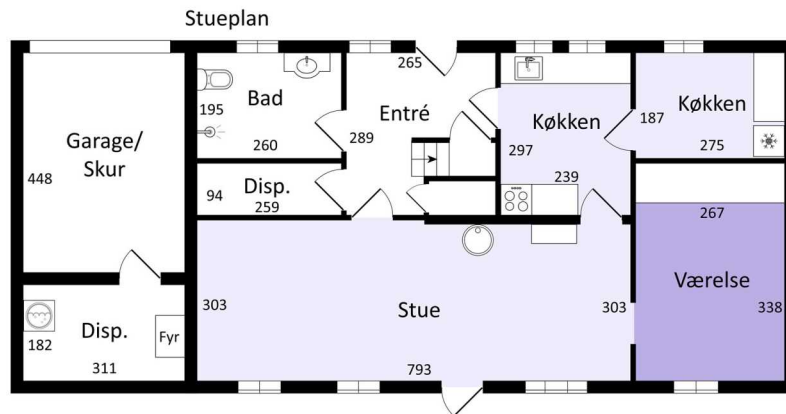 Stueplan
265
195
Bad
Entré
187
Køkken
Garage/
Skur
Køkken
260
289
297
275
448
94
Disp.
259
239
267
303
Stue
303
Værelse
338
182
Disp.
Fyr
311
793